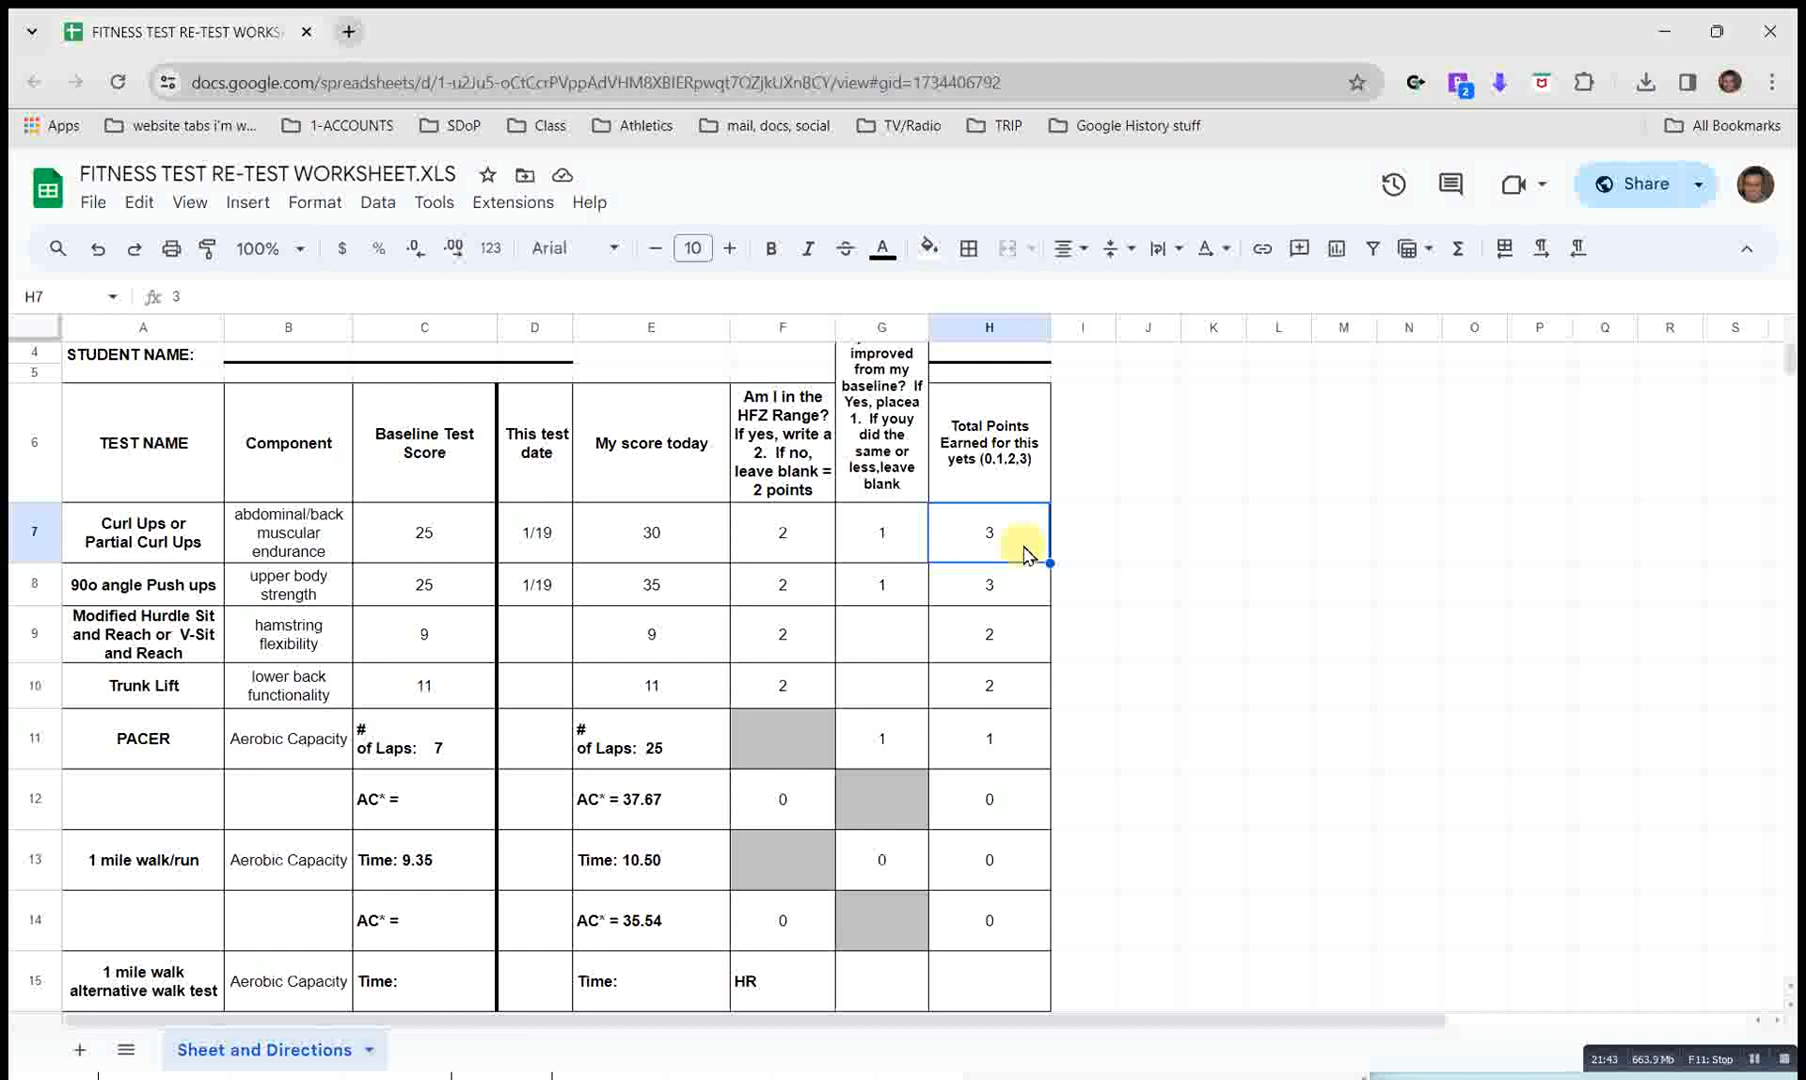 FITNESS TEST RE-TEST WORKS
docs.google.com/spreadsheets/d/1-u2Ju5-oCtCcrPVppAdVHM8XBIERpwqt7OZjkUXnBCY/view#gid=1734406792
2
Apps website tabs i'm w... 1-ACCOUNTS SDoP Class Athletics mail, docs, social TV/Radio TRIP Google History stuff All Bookmarks
FITNESS TEST RE-TEST WORKSHEET.XLS
File Edit View Insert Format Data Tools Extensions Help
Share
100% $ % .0 .00 123 Arial 10 B I S A
H7 fx 3
A B C D E F G H I J K L M N O P Q R S
4 STUDENT NAME:
5
improved
from my
baseline? If
Yes, placea
1. If youy
did the
same or
less,leave
blank
6
TEST NAME
Component
Baseline Test
Score
This test
date
My score today
Am I in the
HFZ Range?
If yes, write a
2. If no,
leave blank =
2 points
Total Points
Earned for this
yets (0,1,2,3)
7
Curl Ups or
Partial Curl Ups
abdominal/back
muscular
endurance
25 1/19 30 2 1 3
8
90o angle Push ups
upper body
strength
25 1/19 35 2 1 3
9
Modified Hurdle Sit
and Reach or V-Sit
and Reach
hamstring
flexibility
9 9 2 2
10
Trunk Lift
lower back
functionality
11 11 2 2
11
PACER
Aerobic Capacity
#
of Laps: 7
#
of Laps: 25
1 1
12
AC* = AC* = 37.67 0 0
13
1 mile walk/run Aerobic Capacity Time: 9.35 Time: 10.50 0 0
14
AC* = AC* = 35.54 0 0
15
1 mile walk
alternative walk test
Aerobic Capacity Time: Time: HR
Sheet and Directions
21:43 663.9 Mb F11: Stop